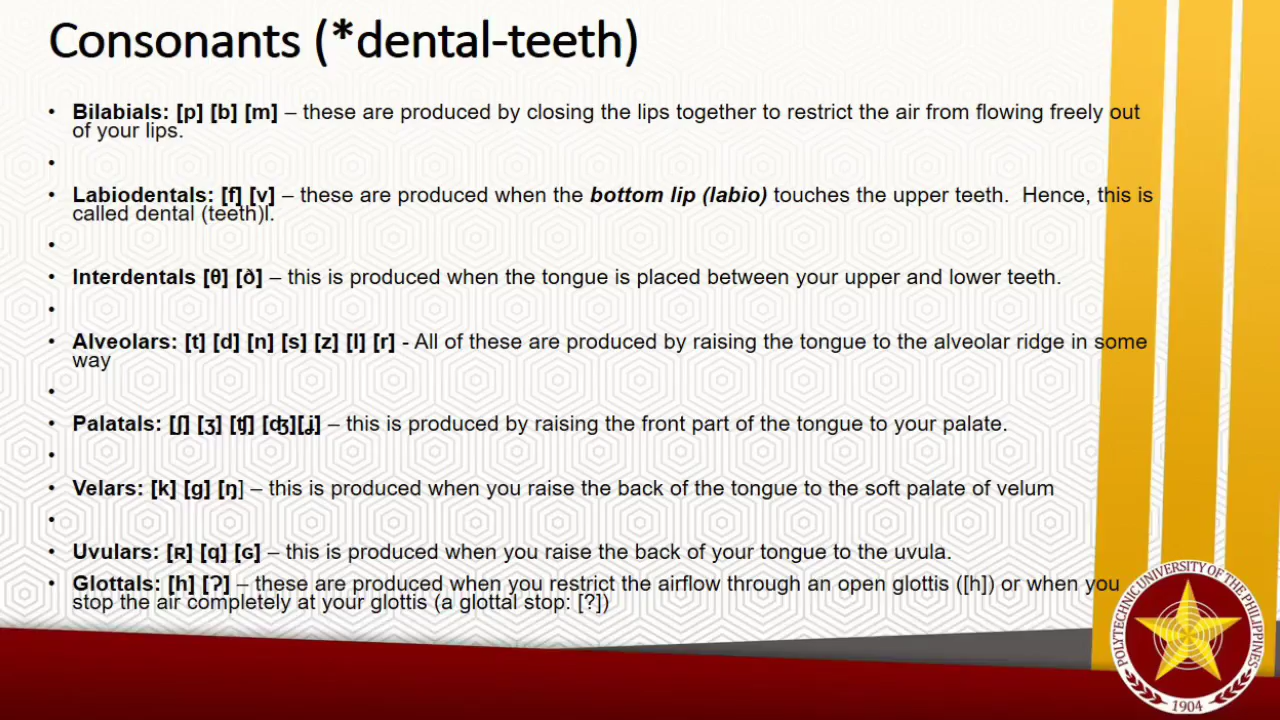 Consonants (*dental-teeth)
• Bilabials: [p] [b] [m] – these are produced by closing the lips together to restrict the air from flowing freely out
of your lips.
•
• Labiodentals: [f] [v] – these are produced when the bottom lip (labio) touches the upper teeth.  Hence, this is
called dental (teeth)l.
•
• Interdentals [θ] [ð] – this is produced when the tongue is placed between your upper and lower teeth.
•
• Alveolars: [t] [d] [n] [s] [z] [l] [r] - All of these are produced by raising the tongue to the alveolar ridge in some
way
•
• Palatals: [ʃ] [ʒ] [ʧ] [ʤ][ʝ] – this is produced by raising the front part of the tongue to your palate.
•
• Velars: [k] [g] [ŋ] – this is produced when you raise the back of the tongue to the soft palate of velum
•
• Uvulars: [ʀ] [q] [ɢ] – this is produced when you raise the back of your tongue to the uvula.
• Glottals: [h] [Ɂ] – these are produced when you restrict the airflow through an open glottis ([h]) or when you
stop the air completely at your glottis (a glottal stop: [?])
POLYTECHNIC UNIVERSITY OF THE PHILIPPINES
1904